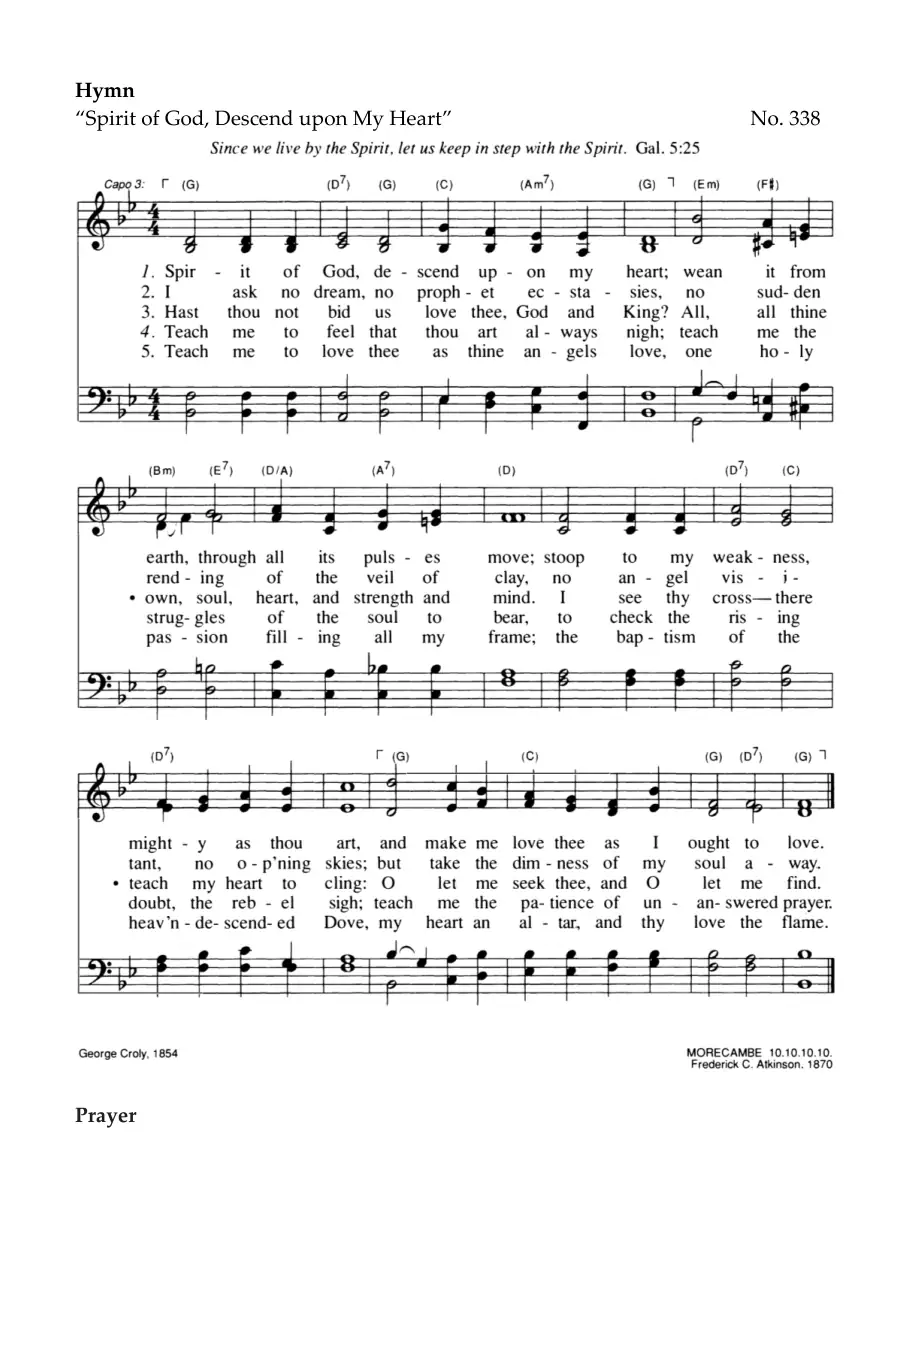 Hymn
“Spirit of God, Descend upon My Heart” No. 338
Since we live by the Spirit, let us keep in step with the Spirit. Gal. 5:25
Capo 3: (G) (D7) (G) (C) (Am7) (G) (Em) (F#)
1. Spir - it of God, de - scend up - on my heart; wean it from
2. I ask no dream, no proph - et ec - sta - sies, no sud- den
3. Hast thou not bid us love thee, God and King? All, all thine
4. Teach me to feel that thou art al - ways nigh; teach me the
5. Teach me to love thee as thine an - gels love, one ho - ly
(Bm) (E7) (D/A) (A7) (D) (D7) (C)
earth, through all its puls - es move; stoop to my weak - ness,
rend - ing of the veil of clay, no an - gel vis - i -
• own, soul, heart, and strength and mind. I see thy cross— there
strug- gles of the soul to bear, to check the ris - ing
pas - sion fill - ing all my frame; the bap - tism of the
(D7) (G) (C) (G) (D7) (G)
might - y as thou art, and make me love thee as I ought to love.
tant, no o - p'ning skies; but take the dim - ness of my soul a - way.
• teach my heart to cling: O let me seek thee, and O let me find.
doubt, the reb - el sigh; teach me the pa- tience of un - an- swered prayer.
heav'n - de- scend- ed Dove, my heart an al - tar, and thy love the flame.
George Croly, 1854 MORECAMBE 10.10.10.10.
Frederick C. Atkinson, 1870
Prayer